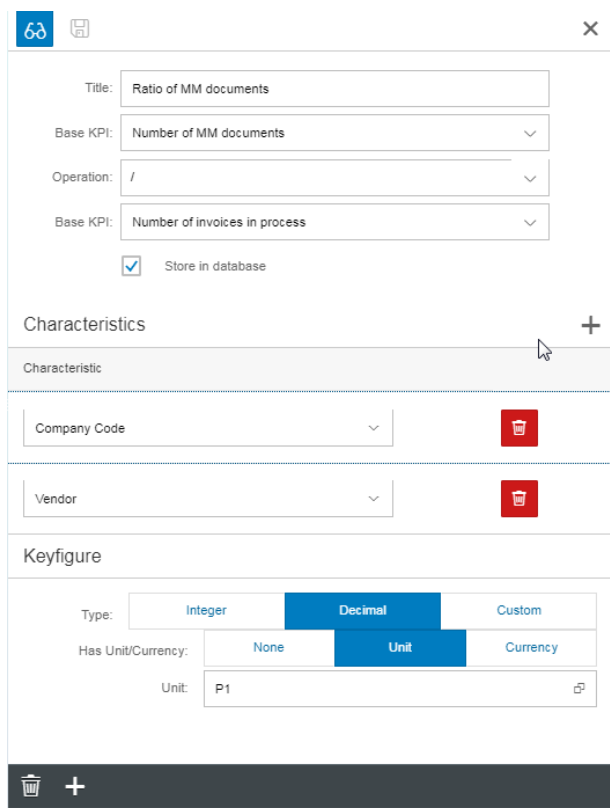 Title: Ratio of MM documents
Base KPI: Number of MM documents
Operation: /
Base KPI: Number of invoices in process
Store in database
Characteristics
Characteristic
Company Code
Vendor
Keyfigure
Type: Integer Decimal Custom
Has Unit/Currency: None Unit Currency
Unit: P1